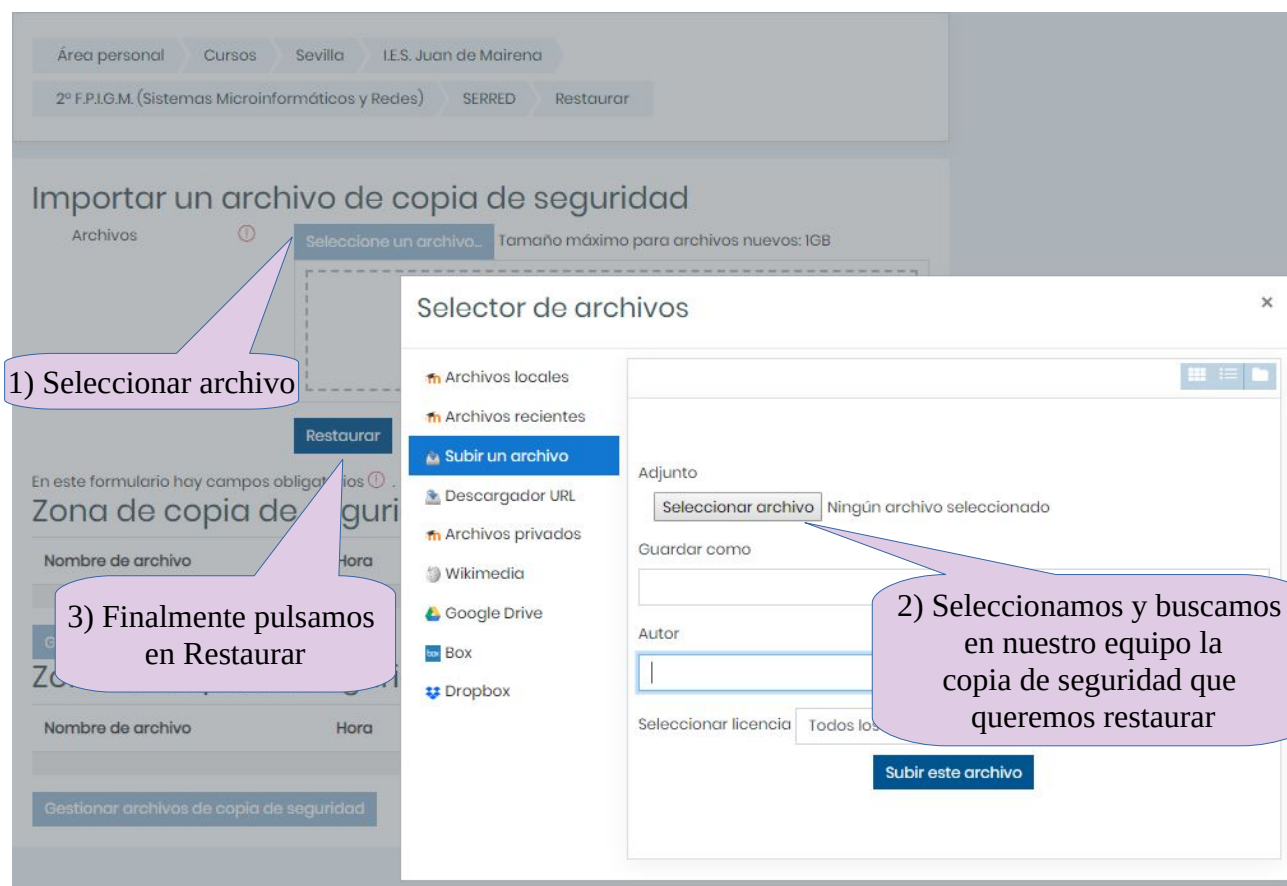 Área personal Cursos Sevilla I.E.S. Juan de Mairena
2º F.P.I.G.M. (Sistemas Microinformáticos y Redes) SERRED Restaurar
Importar un archivo de copia de seguridad
Archivos Seleccione un archivo... Tamaño máximo para archivos nuevos: 1GB
1) Seleccionar archivo
Restaurar
En este formulario hay campos obligatorios .
Zona de copia de seguri
Nombre de archivo Hora
3) Finalmente pulsamos
en Restaurar
Nombre de archivo Hora
Gestionar archivos de copia de seguridad
Selector de archivos ×
Archivos locales
Archivos recientes
Subir un archivo
Descargador URL
Archivos privados
Wikimedia
Google Drive
box Box
Dropbox
Adjunto
Seleccionar archivo Ningún archivo seleccionado
Guardar como
Autor
Seleccionar licencia Todos los
Subir este archivo
2) Seleccionamos y buscamos
en nuestro equipo la
copia de seguridad que
queremos restaurar